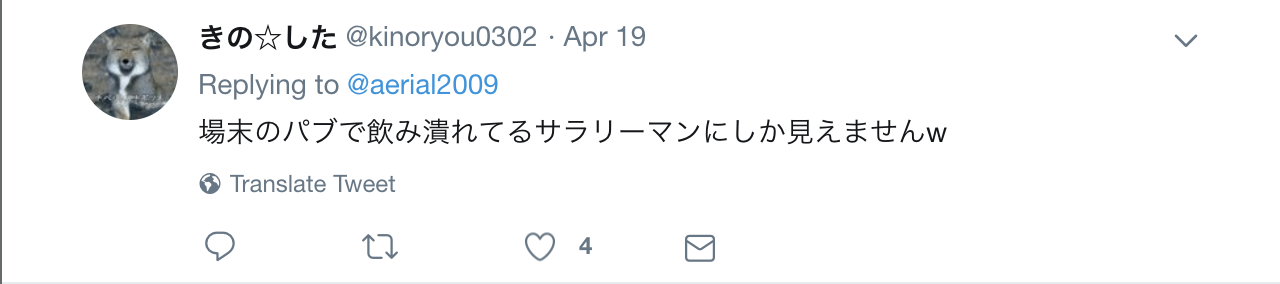 きの☆した @kinoryou0302 · Apr 19
Replying to @aerial2009
場末のパブで飲み潰れてるサラリーマンにしか見えませんw
Translate Tweet
4